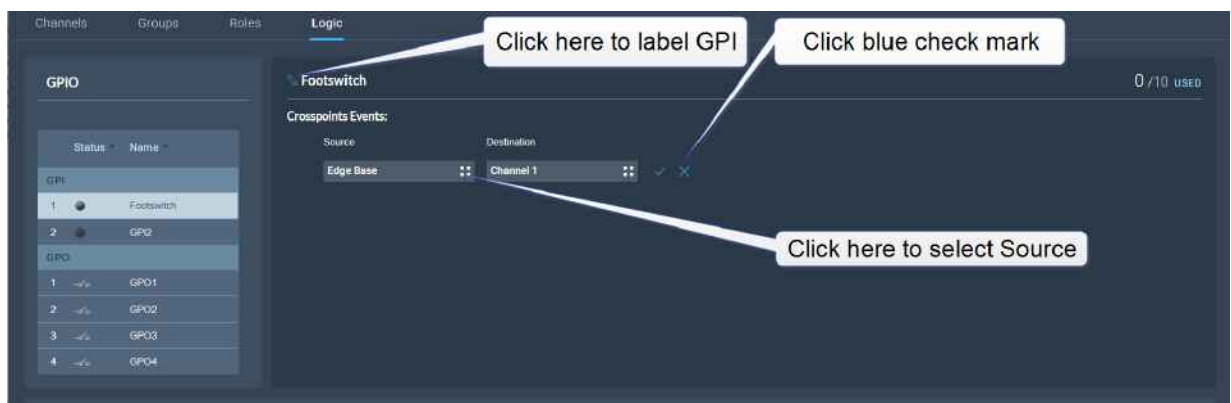 Channels Groups Roles Logic
Click here to label GPI
Click blue check mark
GPIO
Footswitch
0/10 USED
Crosspoints Events:
Source Destination
Status Name
Edge Base Channel 1
GPI
1 Footswitch
2 GPI2
Click here to select Source
GPO
1 GPO1
2 GPO2
3 GPO3
4 GPO4